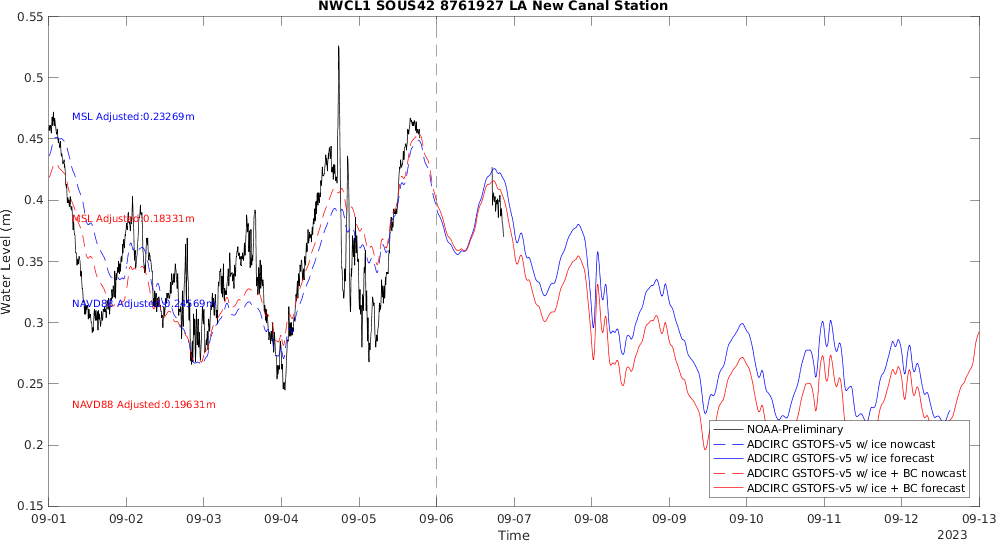 NWCL1 SOUS42 8761927 LA New Canal Station
0.55
0.5
0.45
0.4
0.35
0.3
0.25
0.2
0.15
Water Level (m)
MSL Adjusted:0.23269m
MSL Adjusted:0.18331m
NAVD88 Adjusted:0.24569m
NAVD88 Adjusted:0.19631m
NOAA-Preliminary
ADCIRC GSTOFS-v5 w/ ice nowcast
ADCIRC GSTOFS-v5 w/ ice forecast
ADCIRC GSTOFS-v5 w/ ice + BC nowcast
ADCIRC GSTOFS-v5 w/ ice + BC forecast
09-01 09-02 09-03 09-04 09-05 09-06 09-07 09-08 09-09 09-10 09-11 09-12 09-13
Time
2023